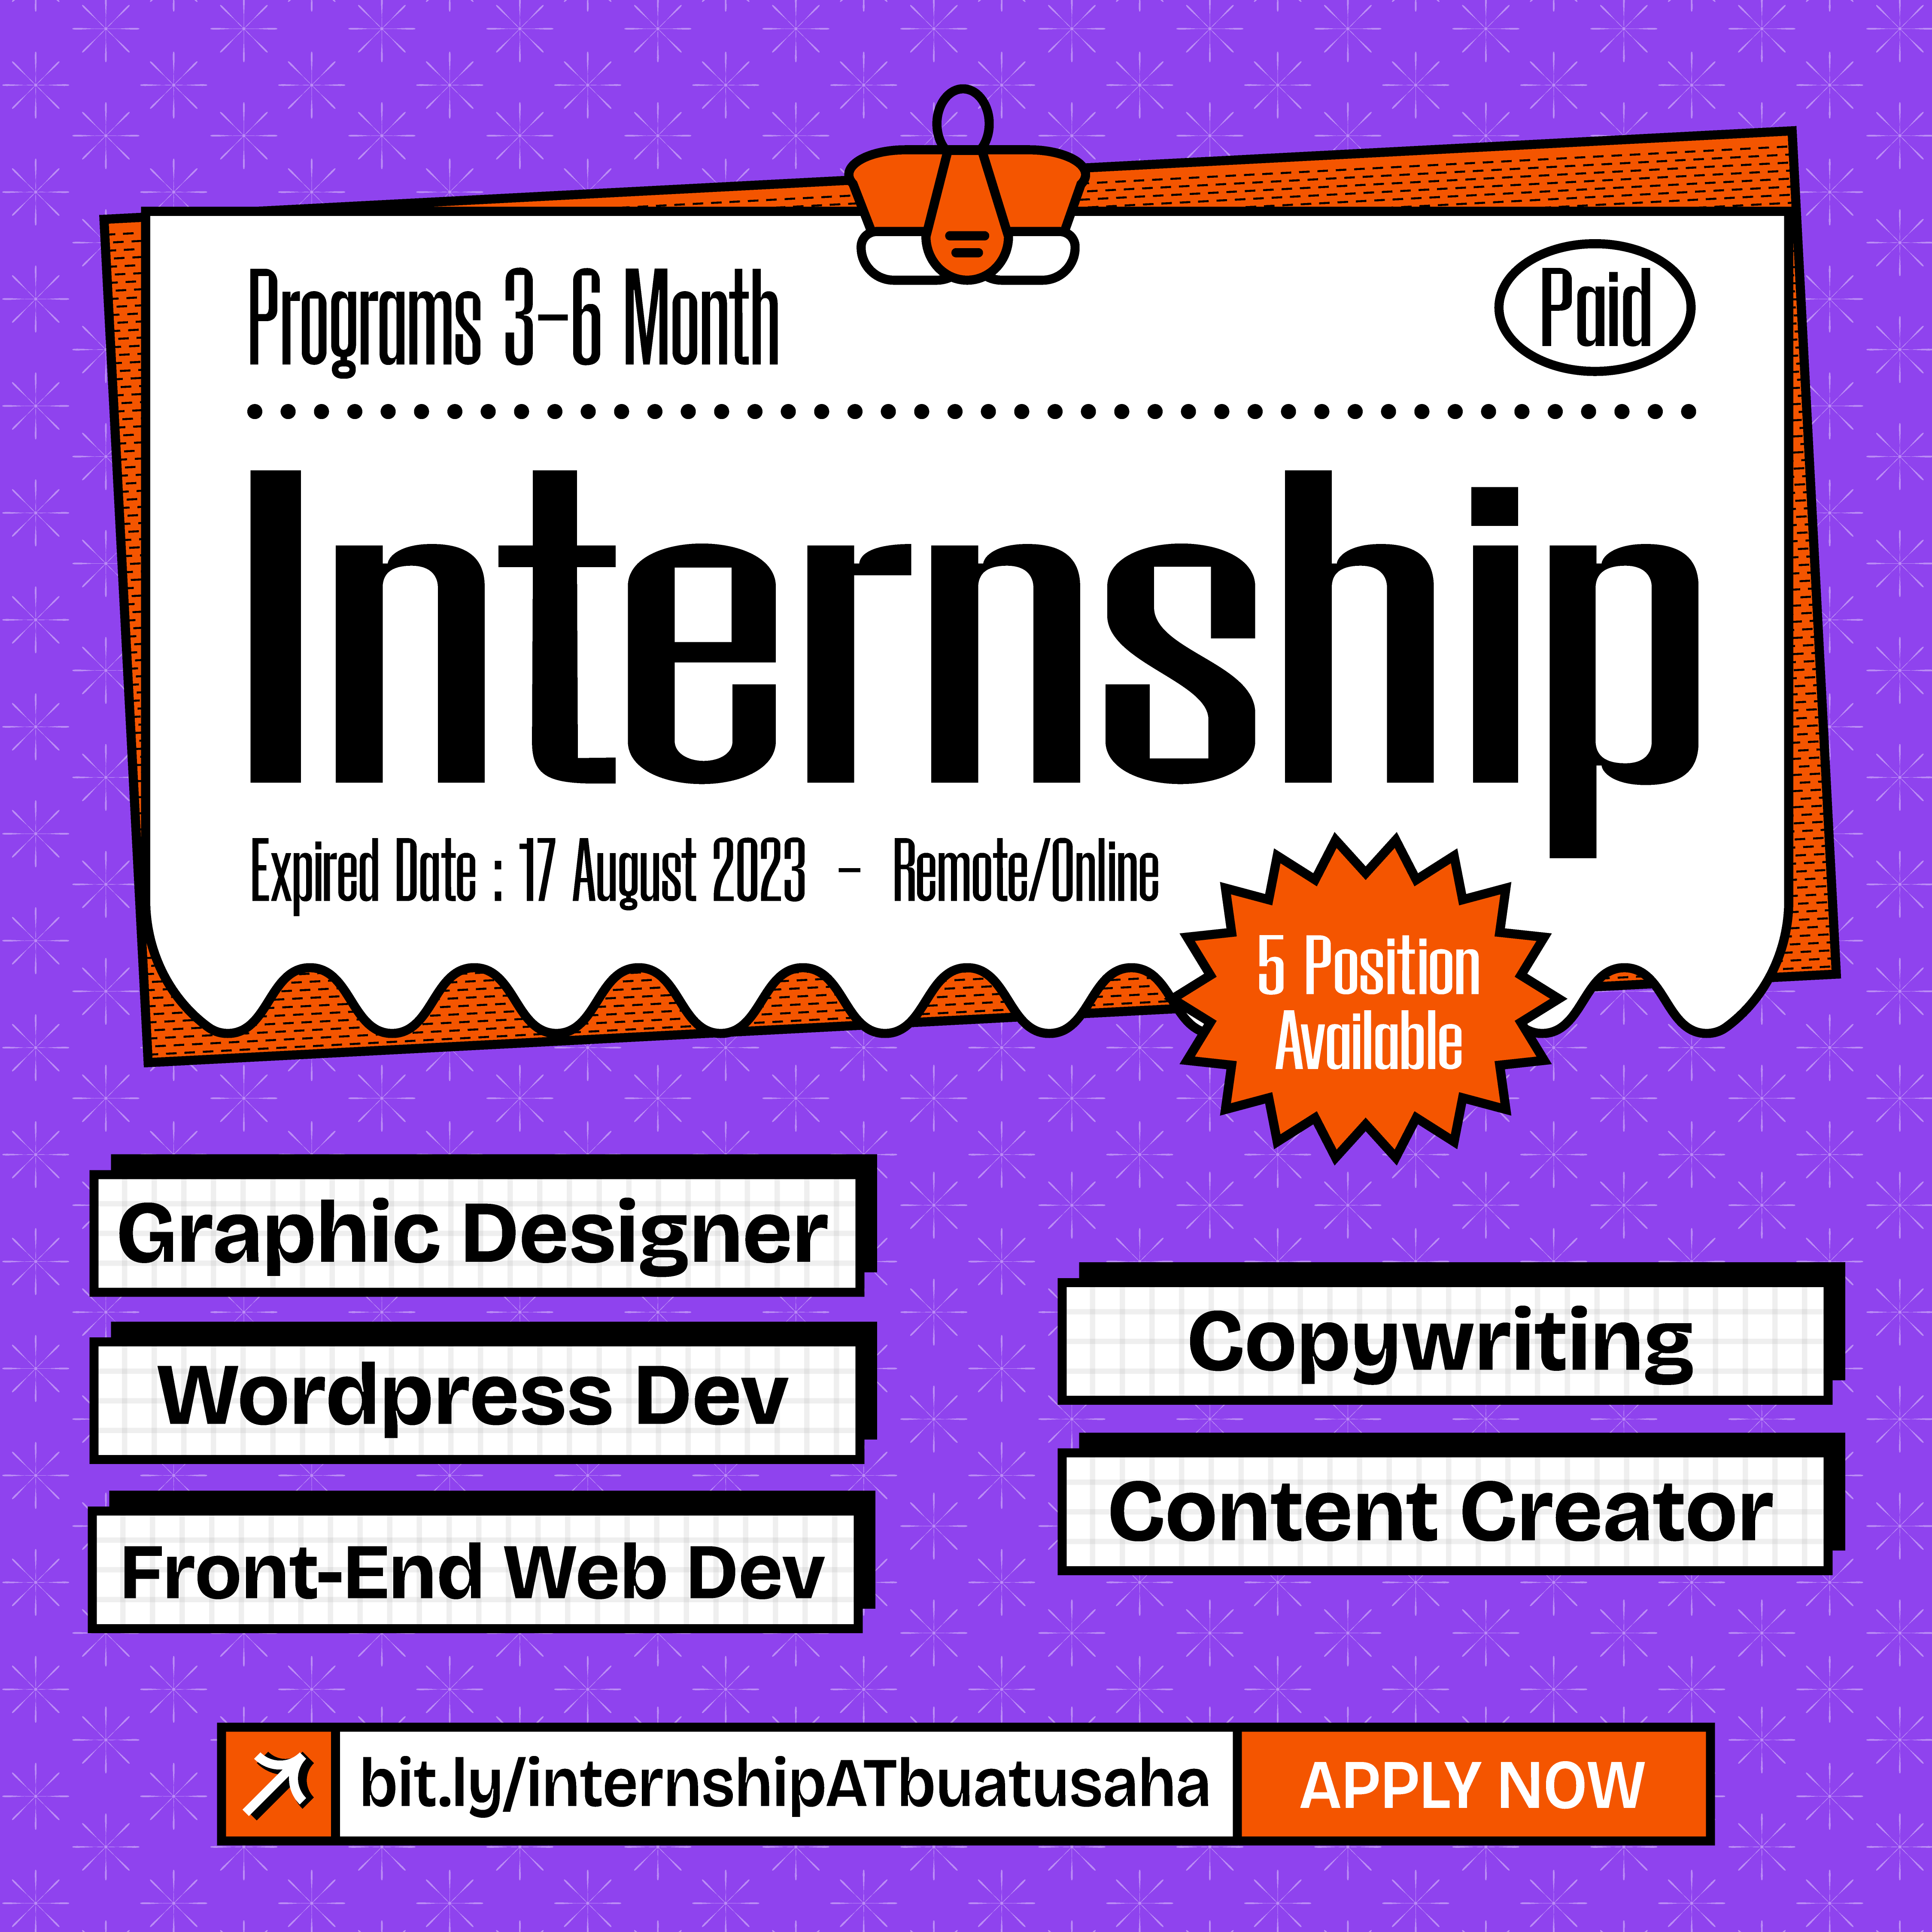 Programs 3-6 Month
Paid
Internship
Expired Date : 17 August 2023 - Remote/Online
5 Position
Available
Graphic Designer
Wordpress Dev
Front-End Web Dev
Copywriting
Content Creator
bit.ly/internshipATbuatusaha
APPLY NOW